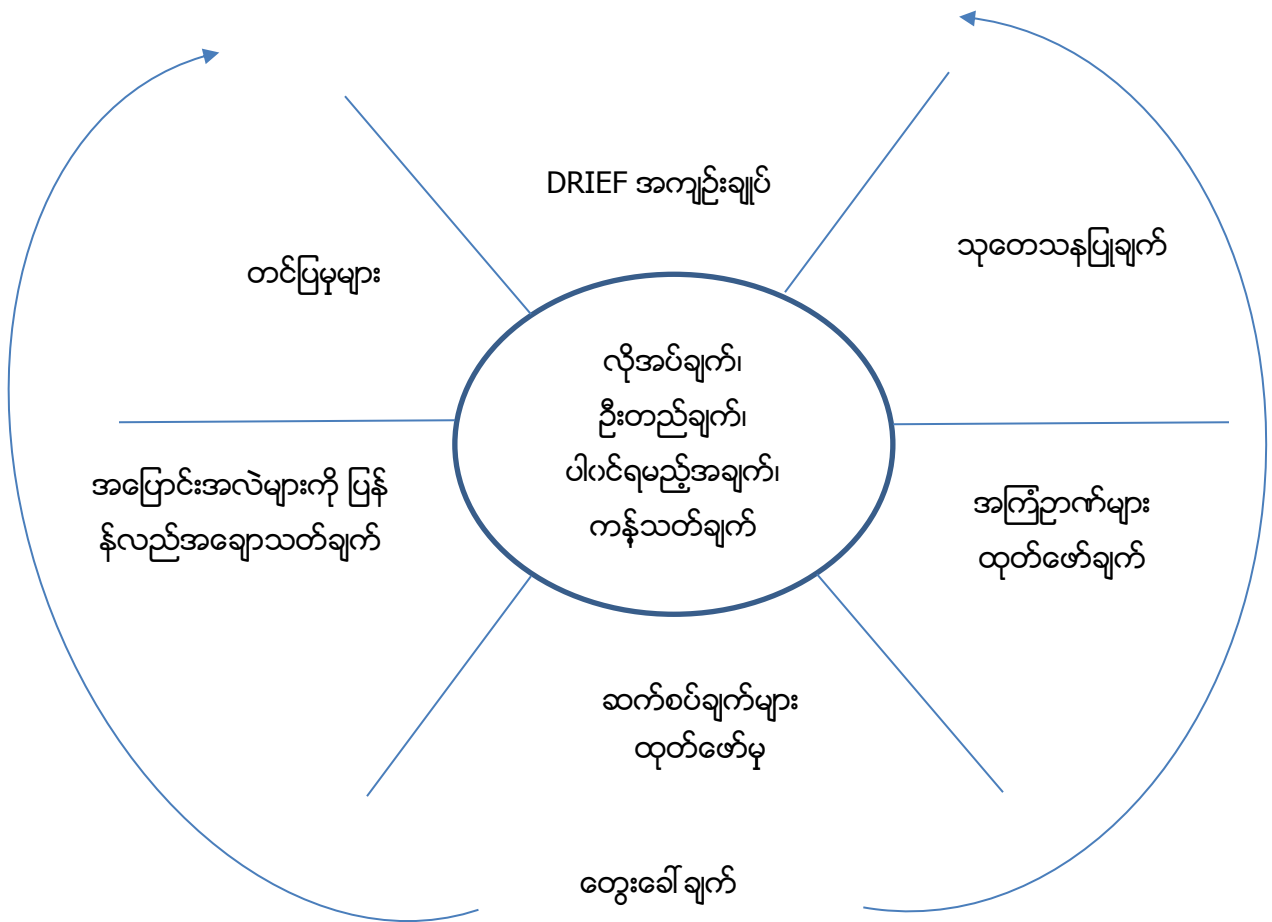 DRIEF အကျဉ်းချုပ်
သုတေသနပြုချက်
တင်ပြမှုများ
လိုအပ်ချက်၊
ဦးတည်ချက်၊
ပါဝင်ရမည့်အချက်၊
ကန့်သတ်ချက်
အပြောင်းအလဲများကို ပြန်
န်လည်အချောသတ်ချက်
အကြံဉာဏ်များ
ထုတ်ဖော်ချက်
ဆက်စပ်ချက်များ
ထုတ်ဖော်မှု
တွေးခေါ်ချက်